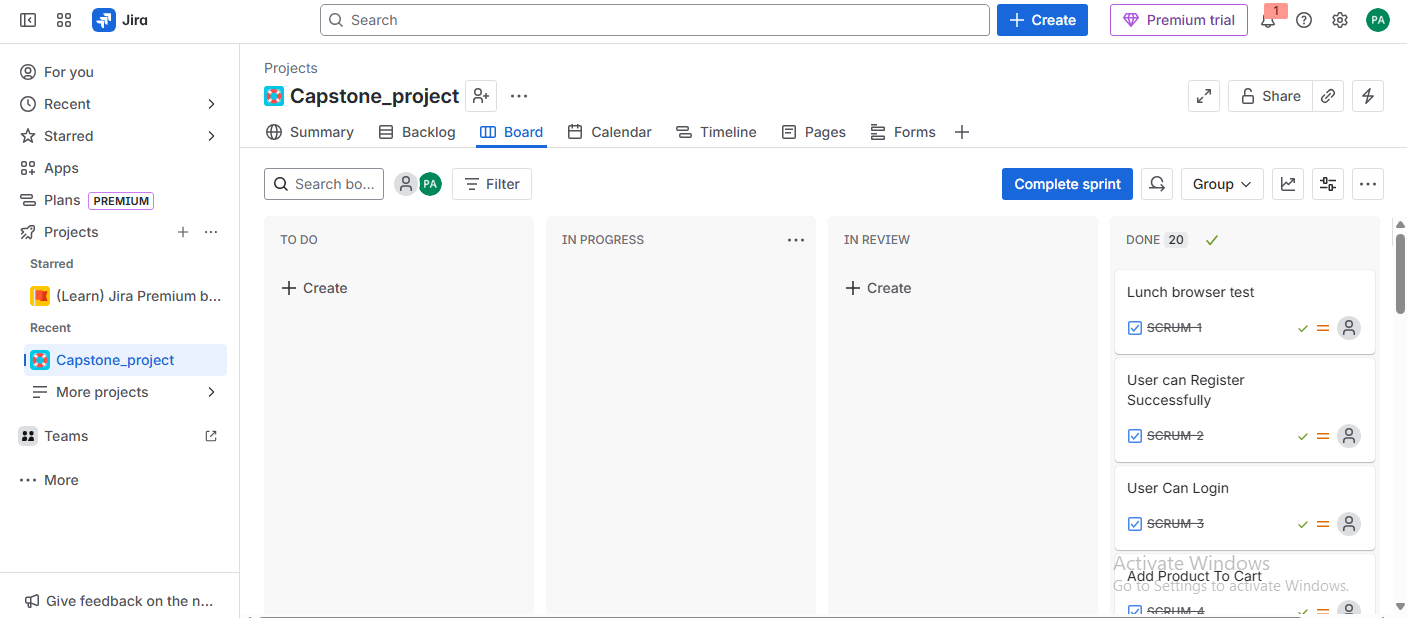 Jira
Search
+ Create
Premium trial
1
PA
For you
Recent
Starred
Apps
Plans PREMIUM
Projects
Starred
(Learn) Jira Premium b...
Recent
Capstone_project
More projects
Teams
More
Give feedback on the n...
Projects
Capstone_project
Share
Summary
Backlog
Board
Calendar
Timeline
Pages
Forms
Search bo...
PA
Filter
Complete sprint
Group
TO DO
+ Create
IN PROGRESS
IN REVIEW
+ Create
DONE 20
Lunch browser test
SCRUM-1
User can Register
Successfully
SCRUM-2
User Can Login
SCRUM-3
Add Product To Cart
SCRUM-4
Activate Windows
Go to Settings to activate Windows.